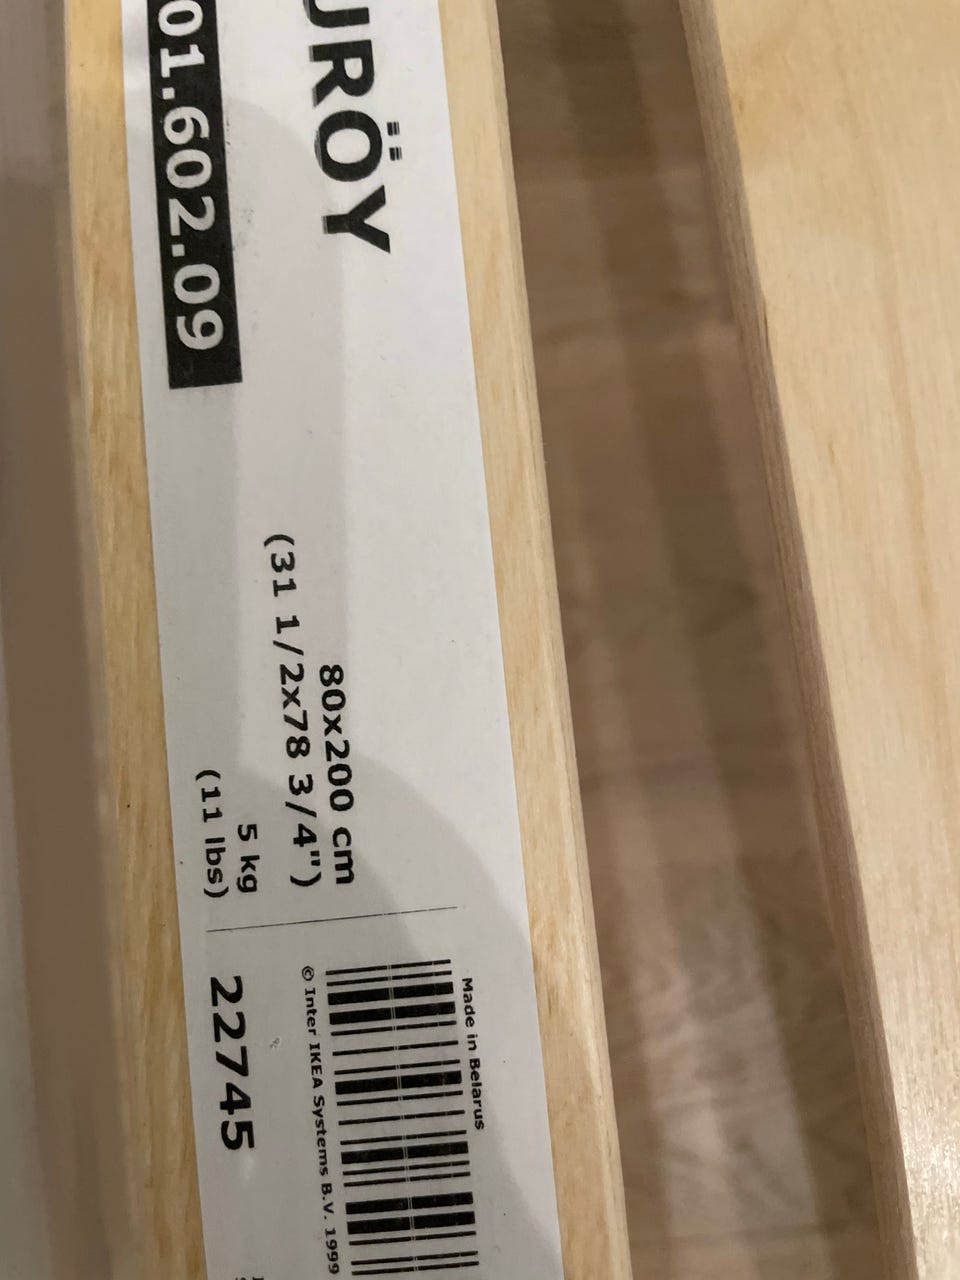 URÖY
01.602.09
80x200 cm
(31 1/2x78 3/4")
5 kg
(11 lbs)
Made in Belarus
© Inter IKEA Systems B.V. 1999
22745